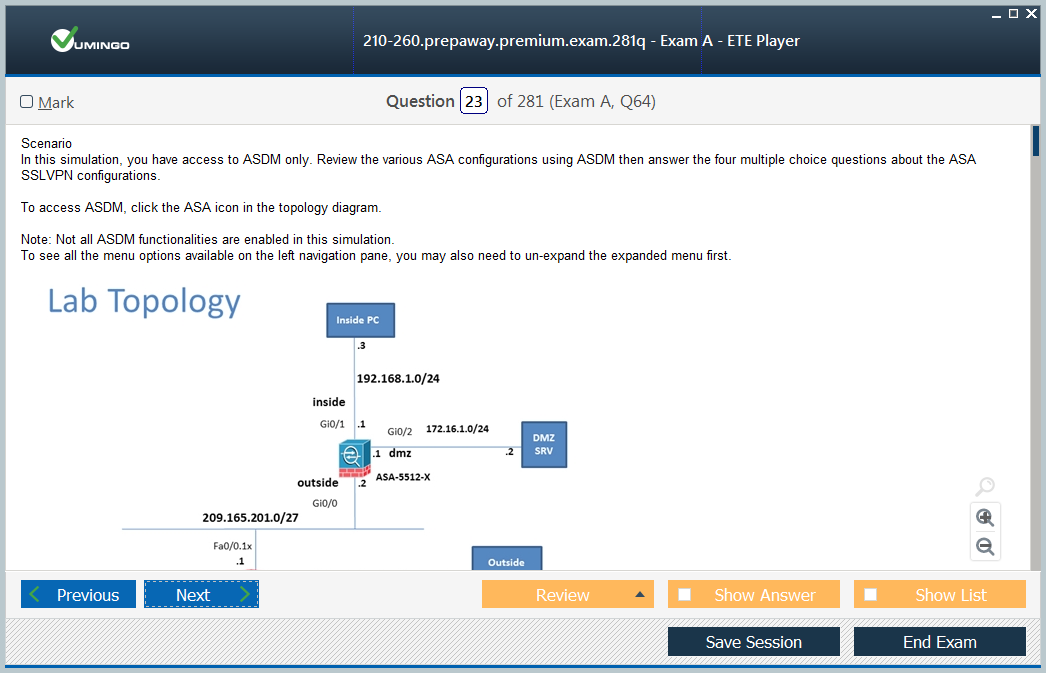 VUMINGO
210-260.prepaway.premium.exam.281q - Exam A - ETE Player
Mark
Question 23 of 281 (Exam A, Q64)
Scenario
In this simulation, you have access to ASDM only. Review the various ASA configurations using ASDM then answer the four multiple choice questions about the ASA
SSLVPN configurations.
To access ASDM, click the ASA icon in the topology diagram.
Note: Not all ASDM functionalities are enabled in this simulation.
To see all the menu options available on the left navigation pane, you may also need to un-expand the expanded menu first.
Lab Topology
Inside PC
.3
192.168.1.0/24
inside
Gi0/1 .1
Gi0/2 172.16.1.0/24
DMZ
SRV
.1 dmz
.2
ASA-5512-X
outside .2
Gi0/0
209.165.201.0/27
Fa0/0.1x
.1
Outside
Previous
Next
Review
Show Answer
Show List
Save Session
End Exam